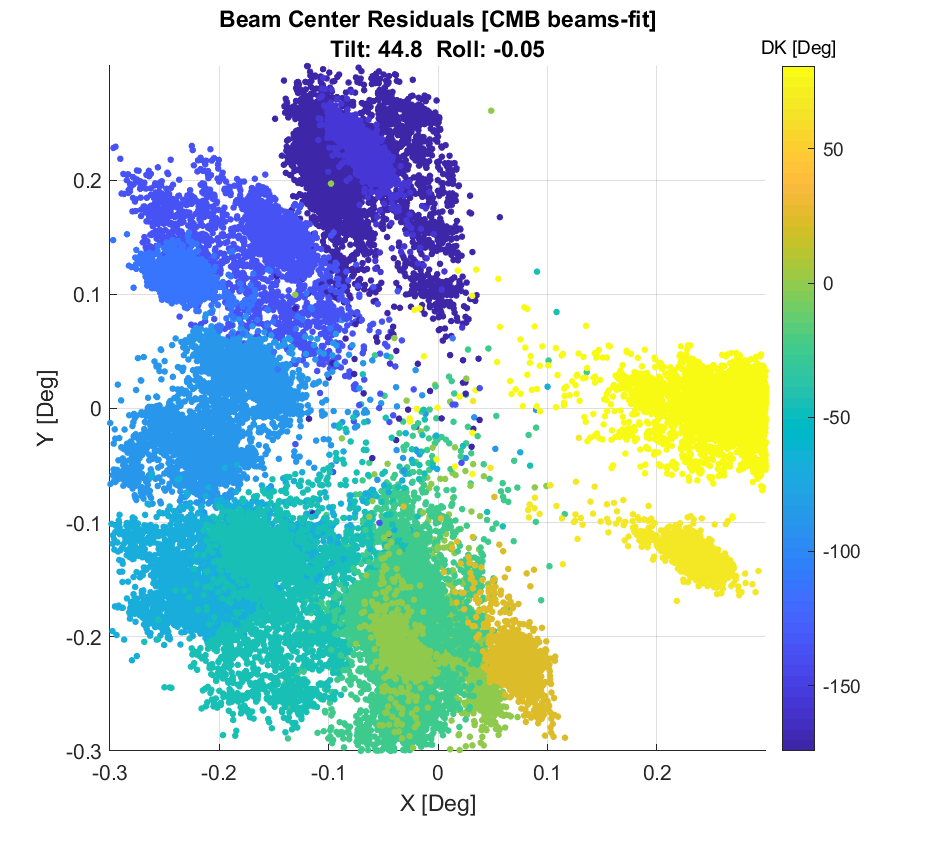 Beam Center Residuals [CMB beams-fit]
Tilt: 44.8 Roll: -0.05
DK [Deg]
50
0
-50
-100
-150
0.2
0.1
0
-0.1
-0.2
-0.3
Y [Deg]
-0.3 -0.2 -0.1 0 0.1 0.2
X [Deg]